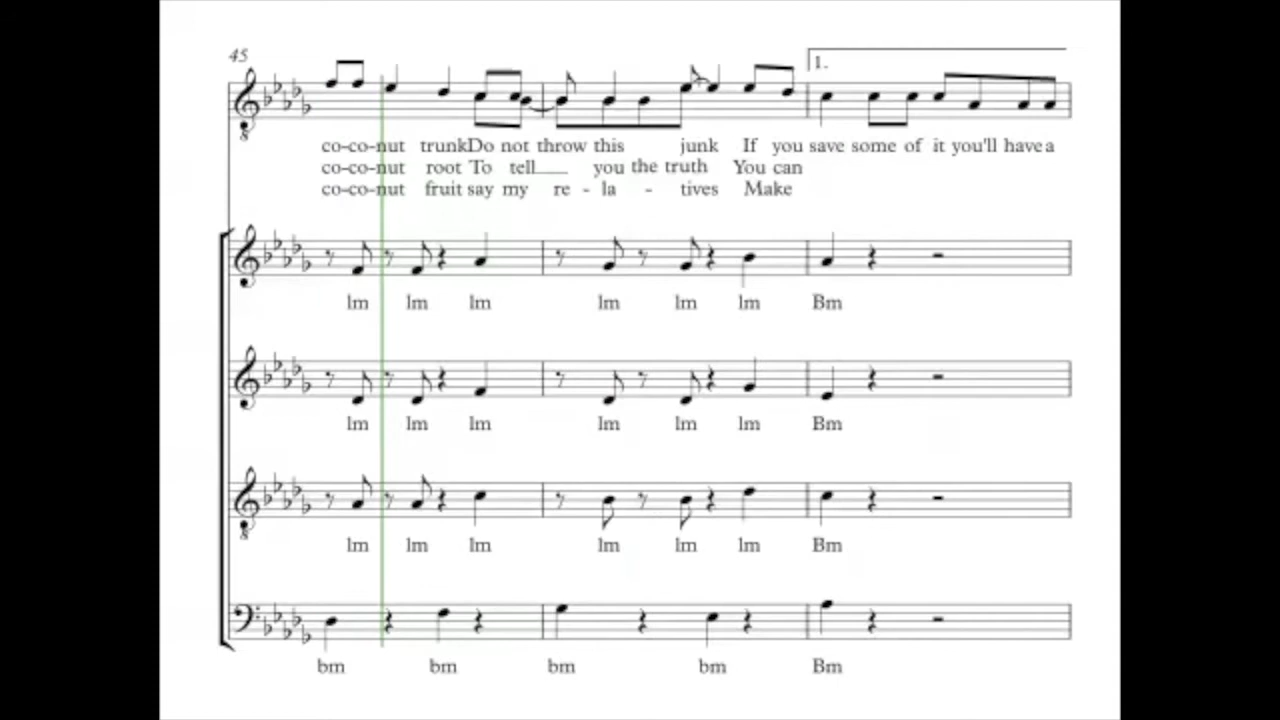 45
1.
co-co-nut trunkDo not throw this junk If you save some of it you'll have a
co-co-nut root To tell___ you the truth You can
co-co-nut fruit say my re - la - tives Make
lm lm lm lm lm lm Bm
lm lm lm lm lm lm Bm
8
lm lm lm lm lm lm Bm
bm bm bm bm Bm